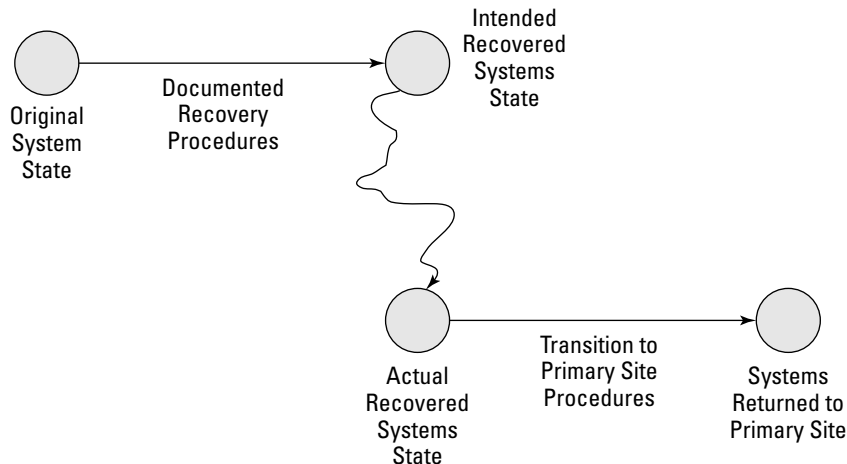 Original
System
State
Documented
Recovery
Procedures
Intended
Recovered
Systems
State
Actual
Recovered
Systems
State
Transition to
Primary Site
Procedures
Systems
Returned to
Primary Site